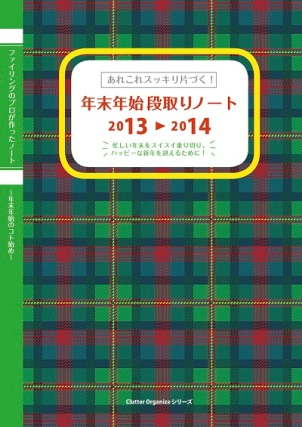 あれこれスッキリ片づく！
年末年始 段取りノート
2013 ▶ 2014
忙しい年末をスイスイ乗り切り、
ハッピーな新年を迎えるために！
ファイリングのプロが作ったノート
～年末年始のコト始め～
Clutter Organize シリーズ